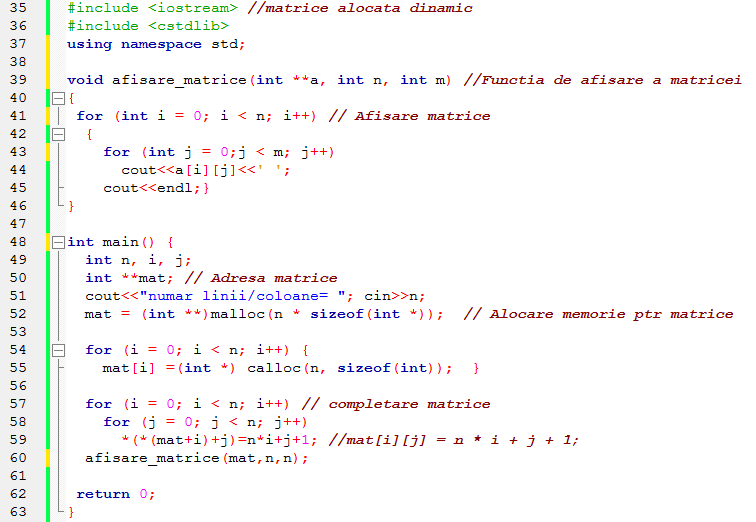 35 #include <iostream> //matrice alocata dinamic
36 #include <cstdlib>
37 using namespace std;
38
39 void afisare_matrice(int **a, int n, int m) //Functia de afisare a matricei
40 {
41 for (int i = 0; i < n; i++) // Afisare matrice
42 {
43 for (int j = 0;j < m; j++)
44 cout<<a[i][j]<<' ';
45 cout<<endl;}
46 }
47
48 int main() {
49 int n, i, j;
50 int **mat; // Adresa matrice
51 cout<<"numar linii/coloane= "; cin>>n;
52 mat = (int **)malloc(n * sizeof(int *)); // Alocare memorie ptr matrice
53
54 for (i = 0; i < n; i++) {
55 mat[i] =(int *) calloc(n, sizeof(int)); }
56
57 for (i = 0; i < n; i++) // completare matrice
58 for (j = 0; j < n; j++)
59 *(*(mat+i)+j)=n*i+j+1; //mat[i][j] = n * i + j + 1;
60 afisare_matrice(mat,n,n);
61
62 return 0;
63 }